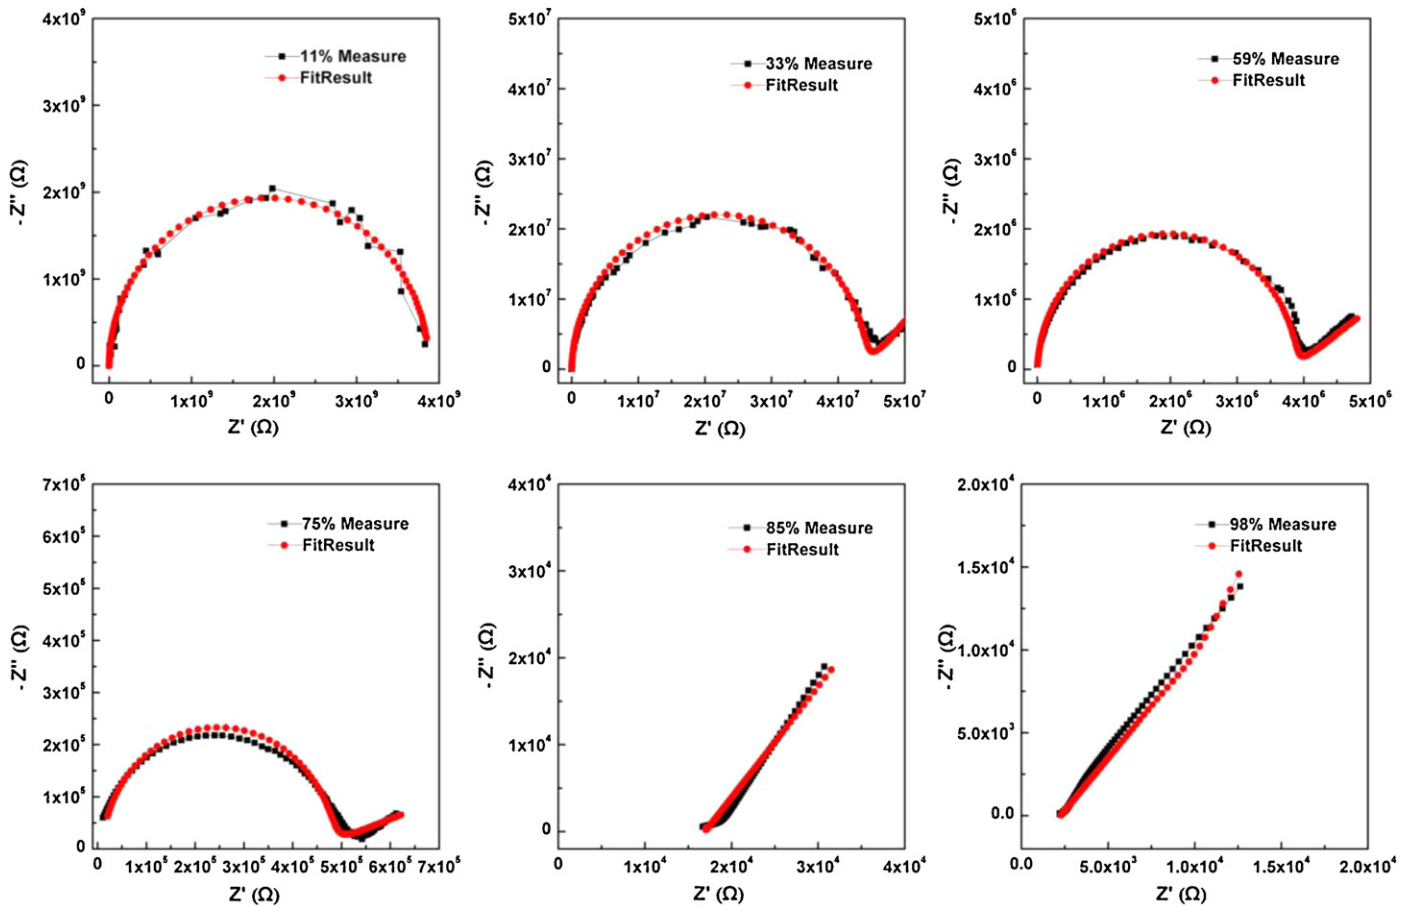 4x10⁹
3x10⁹
2x10⁹
1x10⁹
0
- Z'' (Ω)
11% Measure
FitResult
0 1x10⁹ 2x10⁹ 3x10⁹ 4x10⁹
Z' (Ω)
5x10⁷
4x10⁷
3x10⁷
2x10⁷
1x10⁷
0
- Z'' (Ω)
33% Measure
FitResult
0 1x10⁷ 2x10⁷ 3x10⁷ 4x10⁷ 5x10⁷
Z' (Ω)
5x10⁶
4x10⁶
3x10⁶
2x10⁶
1x10⁶
0
- Z'' (Ω)
59% Measure
FitResult
0 1x10⁶ 2x10⁶ 3x10⁶ 4x10⁶ 5x10⁶
Z' (Ω)
7x10⁵
6x10⁵
5x10⁵
4x10⁵
3x10⁵
2x10⁵
1x10⁵
0
- Z'' (Ω)
75% Measure
FitResult
0 1x10⁵ 2x10⁵ 3x10⁵ 4x10⁵ 5x10⁵ 6x10⁵ 7x10⁵
Z' (Ω)
4x10⁴
3x10⁴
2x10⁴
1x10⁴
0
- Z'' (Ω)
85% Measure
FitResult
0 1x10⁴ 2x10⁴ 3x10⁴ 4x10⁴
Z' (Ω)
2.0x10⁴
1.5x10⁴
1.0x10⁴
5.0x10³
0.0
- Z'' (Ω)
98% Measure
FitResult
0.0 5.0x10³ 1.0x10⁴ 1.5x10⁴ 2.0x10⁴
Z' (Ω)